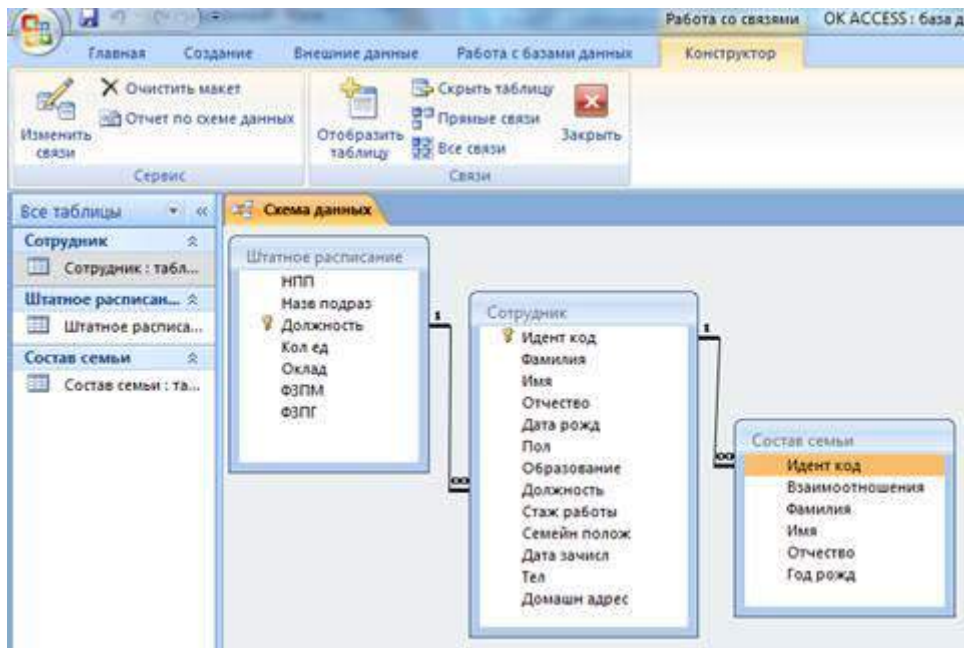 Работа со связями
OK ACCESS : база д
Главная
Создание
Внешние данные
Работа с базами данных
Конструктор
Изменить связи
Очистить макет
Отчет по схеме данных
Сервис
Отобразить таблицу
Скрыть таблицу
Прямые связи
Все связи
Закрыть
Связи
Все таблицы
Сотрудник
Сотрудник : табл...
Штатное расписан...
Штатное расписа...
Состав семьи
Состав семьи : та...
Схема данных
Штатное расписание
НПП
Назв подраз
Должность
Кол ед
Оклад
ФЗПМ
ФЗПГ
1
∞
Сотрудник
Идент код
Фамилия
Имя
Отчество
Дата рожд
Пол
Образование
Должность
Стаж работы
Семейн полож
Дата зачисл
Тел
Домашн адрес
1
∞
Состав семьи
Идент код
Взаимоотношения
Фамилия
Имя
Отчество
Год рожд